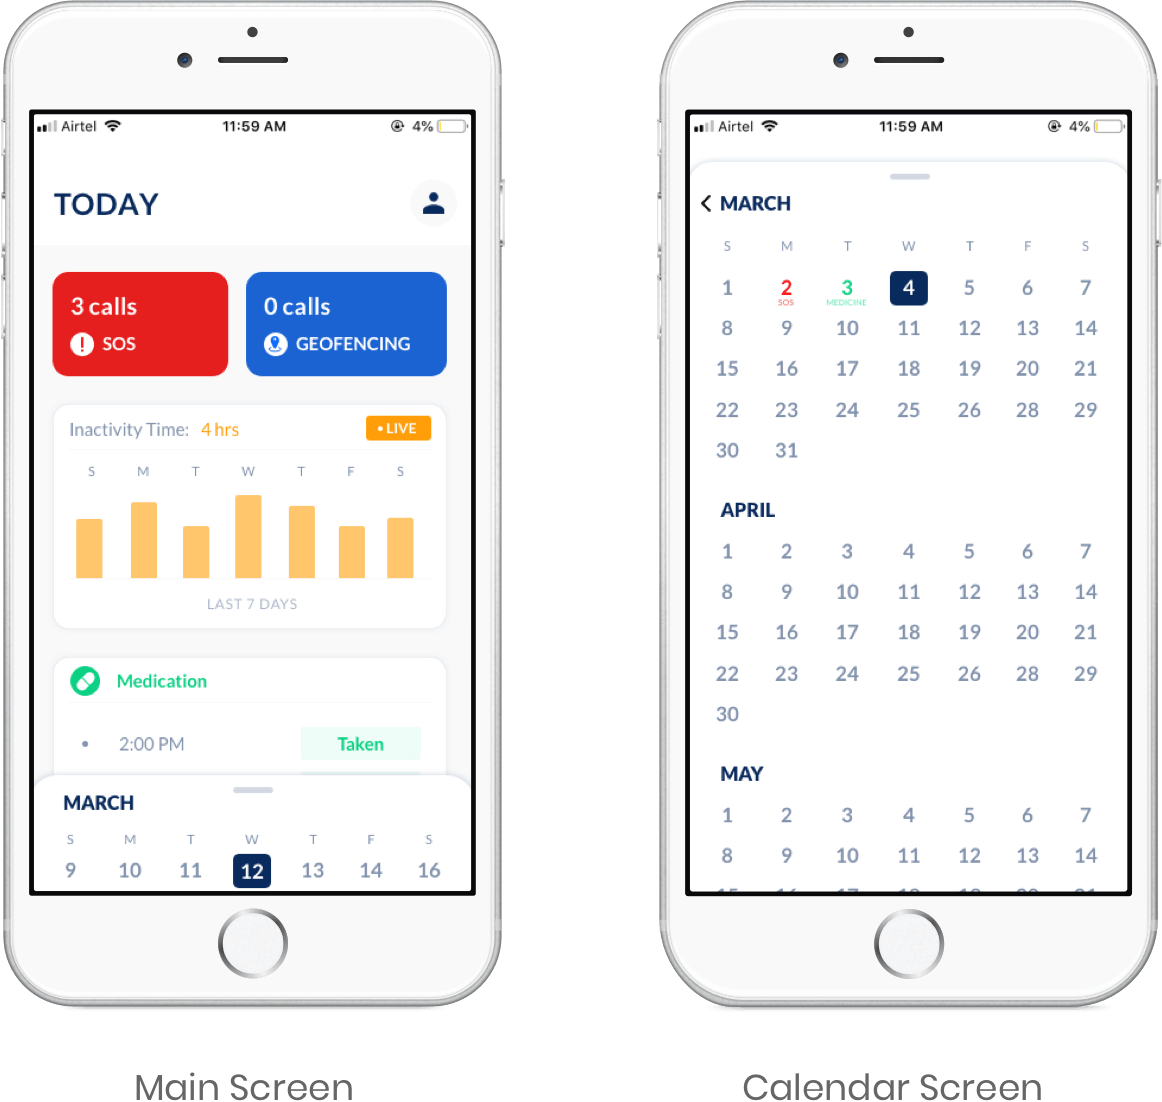 Airtel 11:59 AM 4%
TODAY
3 calls 0 calls
SOS GEOFENCING
Inactivity Time: 4 hrs • LIVE
S M T W T F S
LAST 7 DAYS
Medication
• 2:00 PM Taken
MARCH
S M T W T F S
9 10 11 12 13 14 16
Main Screen
Airtel 11:59 AM 4%
MARCH
S M T W T F S
1 2 3 4 5 6 7
SOS MEDICINE
8 9 10 11 12 13 14
15 16 17 18 19 20 21
22 23 24 25 26 28 29
30 31
APRIL
1 2 3 4 5 6 7
8 9 10 11 12 13 14
15 16 17 18 19 20 21
22 23 24 25 26 28 29
30
MAY
1 2 3 4 5 6 7
8 9 10 11 12 13 14
Calendar Screen